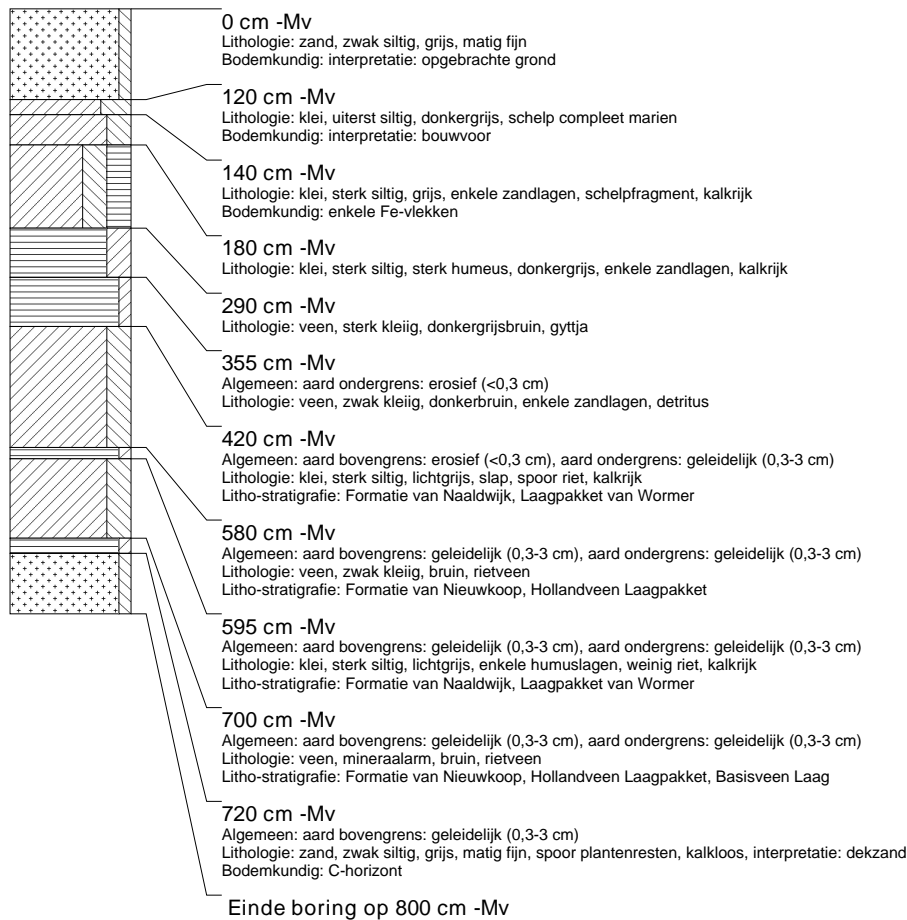 0 cm -Mv
Lithologie: zand, zwak siltig, grijs, matig fijn
Bodemkundig: interpretatie: opgebrachte grond
120 cm -Mv
Lithologie: klei, uiterst siltig, donkergrijs, schelp compleet marien
Bodemkundig: interpretatie: bouwvoor
140 cm -Mv
Lithologie: klei, sterk siltig, grijs, enkele zandlagen, schelpfragment, kalkrijk
Bodemkundig: enkele Fe-vlekken
180 cm -Mv
Lithologie: klei, sterk siltig, sterk humeus, donkergrijs, enkele zandlagen, kalkrijk
290 cm -Mv
Lithologie: veen, sterk kleiig, donkergrijsbruin, gyttja
355 cm -Mv
Algemeen: aard ondergrens: erosief (<0,3 cm)
Lithologie: veen, zwak kleiig, donkerbruin, enkele zandlagen, detritus
420 cm -Mv
Algemeen: aard bovengrens: erosief (<0,3 cm), aard ondergrens: geleidelijk (0,3-3 cm)
Lithologie: klei, sterk siltig, lichtgrijs, slap, spoor riet, kalkrijk
Litho-stratigrafie: Formatie van Naaldwijk, Laagpakket van Wormer
580 cm -Mv
Algemeen: aard bovengrens: geleidelijk (0,3-3 cm), aard ondergrens: geleidelijk (0,3-3 cm)
Lithologie: veen, zwak kleiig, bruin, rietveen
Litho-stratigrafie: Formatie van Nieuwkoop, Hollandveen Laagpakket
595 cm -Mv
Algemeen: aard bovengrens: geleidelijk (0,3-3 cm), aard ondergrens: geleidelijk (0,3-3 cm)
Lithologie: klei, sterk siltig, lichtgrijs, enkele humuslagen, weinig riet, kalkrijk
Litho-stratigrafie: Formatie van Naaldwijk, Laagpakket van Wormer
700 cm -Mv
Algemeen: aard bovengrens: geleidelijk (0,3-3 cm), aard ondergrens: geleidelijk (0,3-3 cm)
Lithologie: veen, mineraalarm, bruin, rietveen
Litho-stratigrafie: Formatie van Nieuwkoop, Hollandveen Laagpakket, Basisveen Laag
720 cm -Mv
Algemeen: aard bovengrens: geleidelijk (0,3-3 cm)
Lithologie: zand, zwak siltig, grijs, matig fijn, spoor plantenresten, kalkloos, interpretatie: dekzand
Bodemkundig: C-horizont
Einde boring op 800 cm -Mv